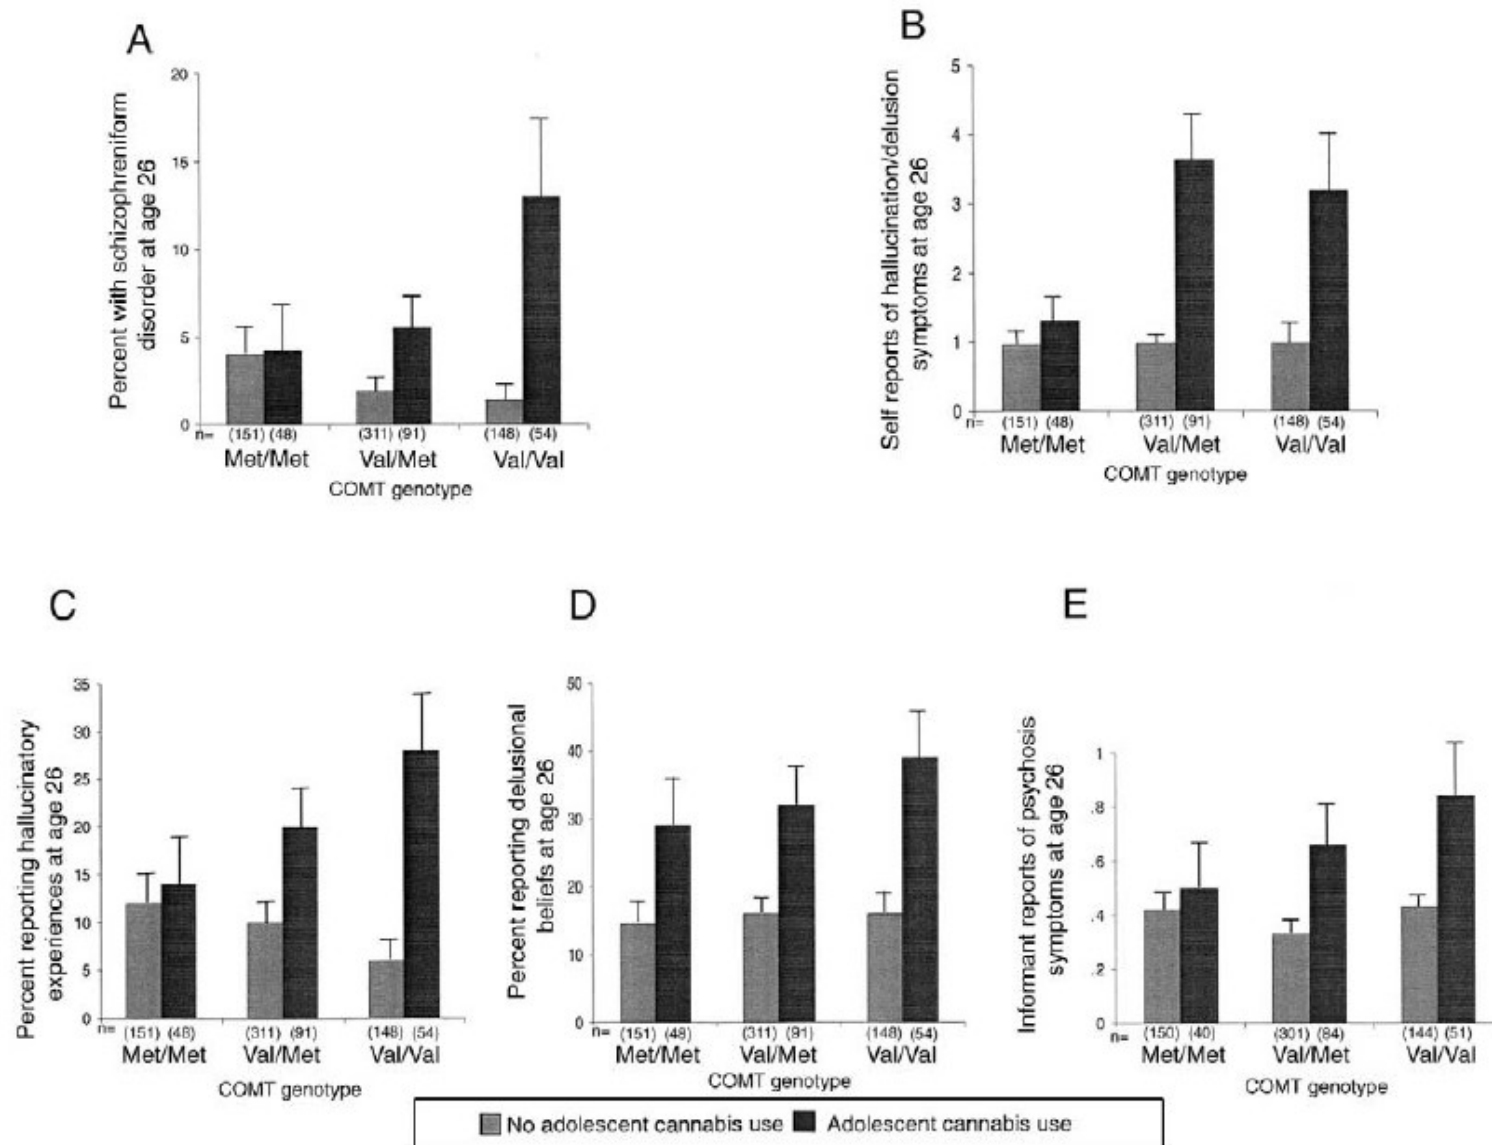 A
Percent with schizophreniform
disorder at age 26
20
15
10
5
0
n= (151) (48) (311) (91) (148) (54)
Met/Met Val/Met Val/Val
COMT genotype
B
Self reports of hallucination/delusion
symptoms at age 26
5
4
3
2
1
0
n= (151) (48) (311) (91) (148) (54)
Met/Met Val/Met Val/Val
COMT genotype
C
Percent reporting hallucinatory
experiences at age 26
35
30
25
20
15
10
5
0
n= (151) (48) (311) (91) (148) (54)
Met/Met Val/Met Val/Val
COMT genotype
D
Percent reporting delusional
beliefs at age 26
50
40
30
20
10
0
n= (151) (48) (311) (91) (148) (54)
Met/Met Val/Met Val/Val
COMT genotype
E
Informant reports of psychosis
symptoms at age 26
1
.8
.6
.4
.2
0
n= (150) (40) (301) (84) (144) (51)
Met/Met Val/Met Val/Val
COMT genotype
No adolescent cannabis use Adolescent cannabis use